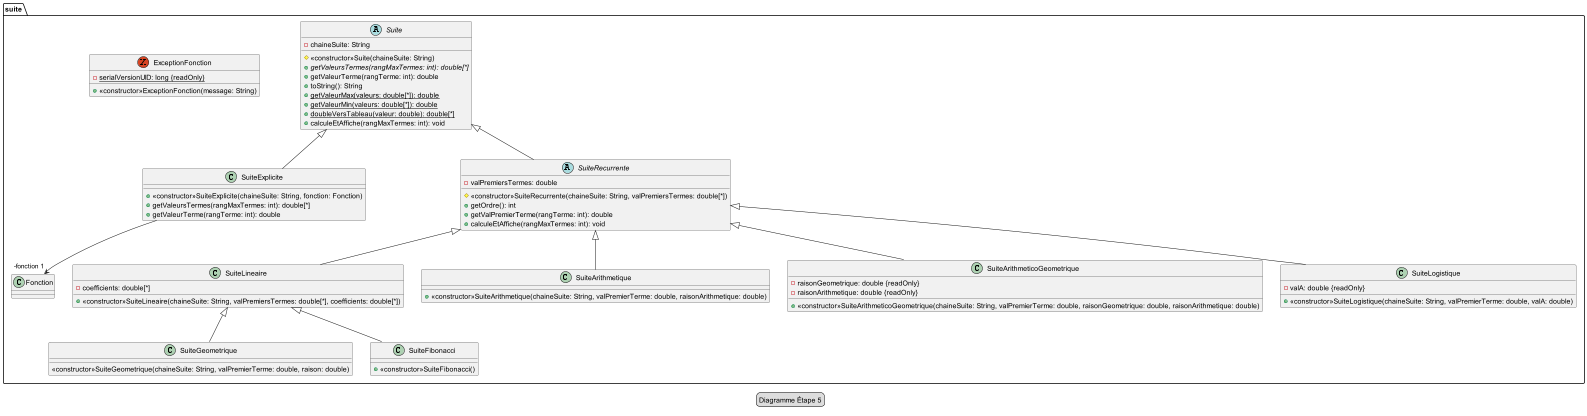 suite
A Suite
chaineSuite: String
«constructor»Suite(chaineSuite: String)
getValeursTermes(rangMaxTermes: int): double[*]
getValeurTerme(rangTerme: int): double
toString(): String
getValeurMax(valeurs: double[*]): double
getValeurMin(valeurs: double[*]): double
doubleVersTableau(valeur: double): double[*]
calculeEtAffiche(rangMaxTermes: int): void
Z ExceptionFonction
serialVersionUID: long {readOnly}
«constructor»ExceptionFonction(message: String)
C SuiteExplicite
«constructor»SuiteExplicite(chaineSuite: String, fonction: Fonction)
getValeursTermes(rangMaxTermes: int): double[*]
getValeurTerme(rangTerme: int): double
A SuiteRecurrente
valPremiersTermes: double
«constructor»SuiteRecurrente(chaineSuite: String, valPremiersTermes: double[*])
getOrdre(): int
getValPremierTerme(rangTerme: int): double
calculeEtAffiche(rangMaxTermes: int): void
-fonction 1
C Fonction
C SuiteLineaire
coefficients: double[*]
«constructor»SuiteLineaire(chaineSuite: String, valPremiersTermes: double[*], coefficients: double[*])
C SuiteArithmetique
«constructor»SuiteArithmetique(chaineSuite: String, valPremierTerme: double, raisonArithmetique: double)
C SuiteArithmeticoGeometrique
raisonGeometrique: double {readOnly}
raisonArithmetique: double {readOnly}
«constructor»SuiteArithmeticoGeometrique(chaineSuite: String, valPremierTerme: double, raisonGeometrique: double, raisonArithmetique: double)
C SuiteLogistique
valA: double {readOnly}
«constructor»SuiteLogistique(chaineSuite: String, valPremierTerme: double, valA: double)
C SuiteGeometrique
«constructor»SuiteGeometrique(chaineSuite: String, valPremierTerme: double, raison: double)
C SuiteFibonacci
«constructor»SuiteFibonacci()
Diagramme Étape 5